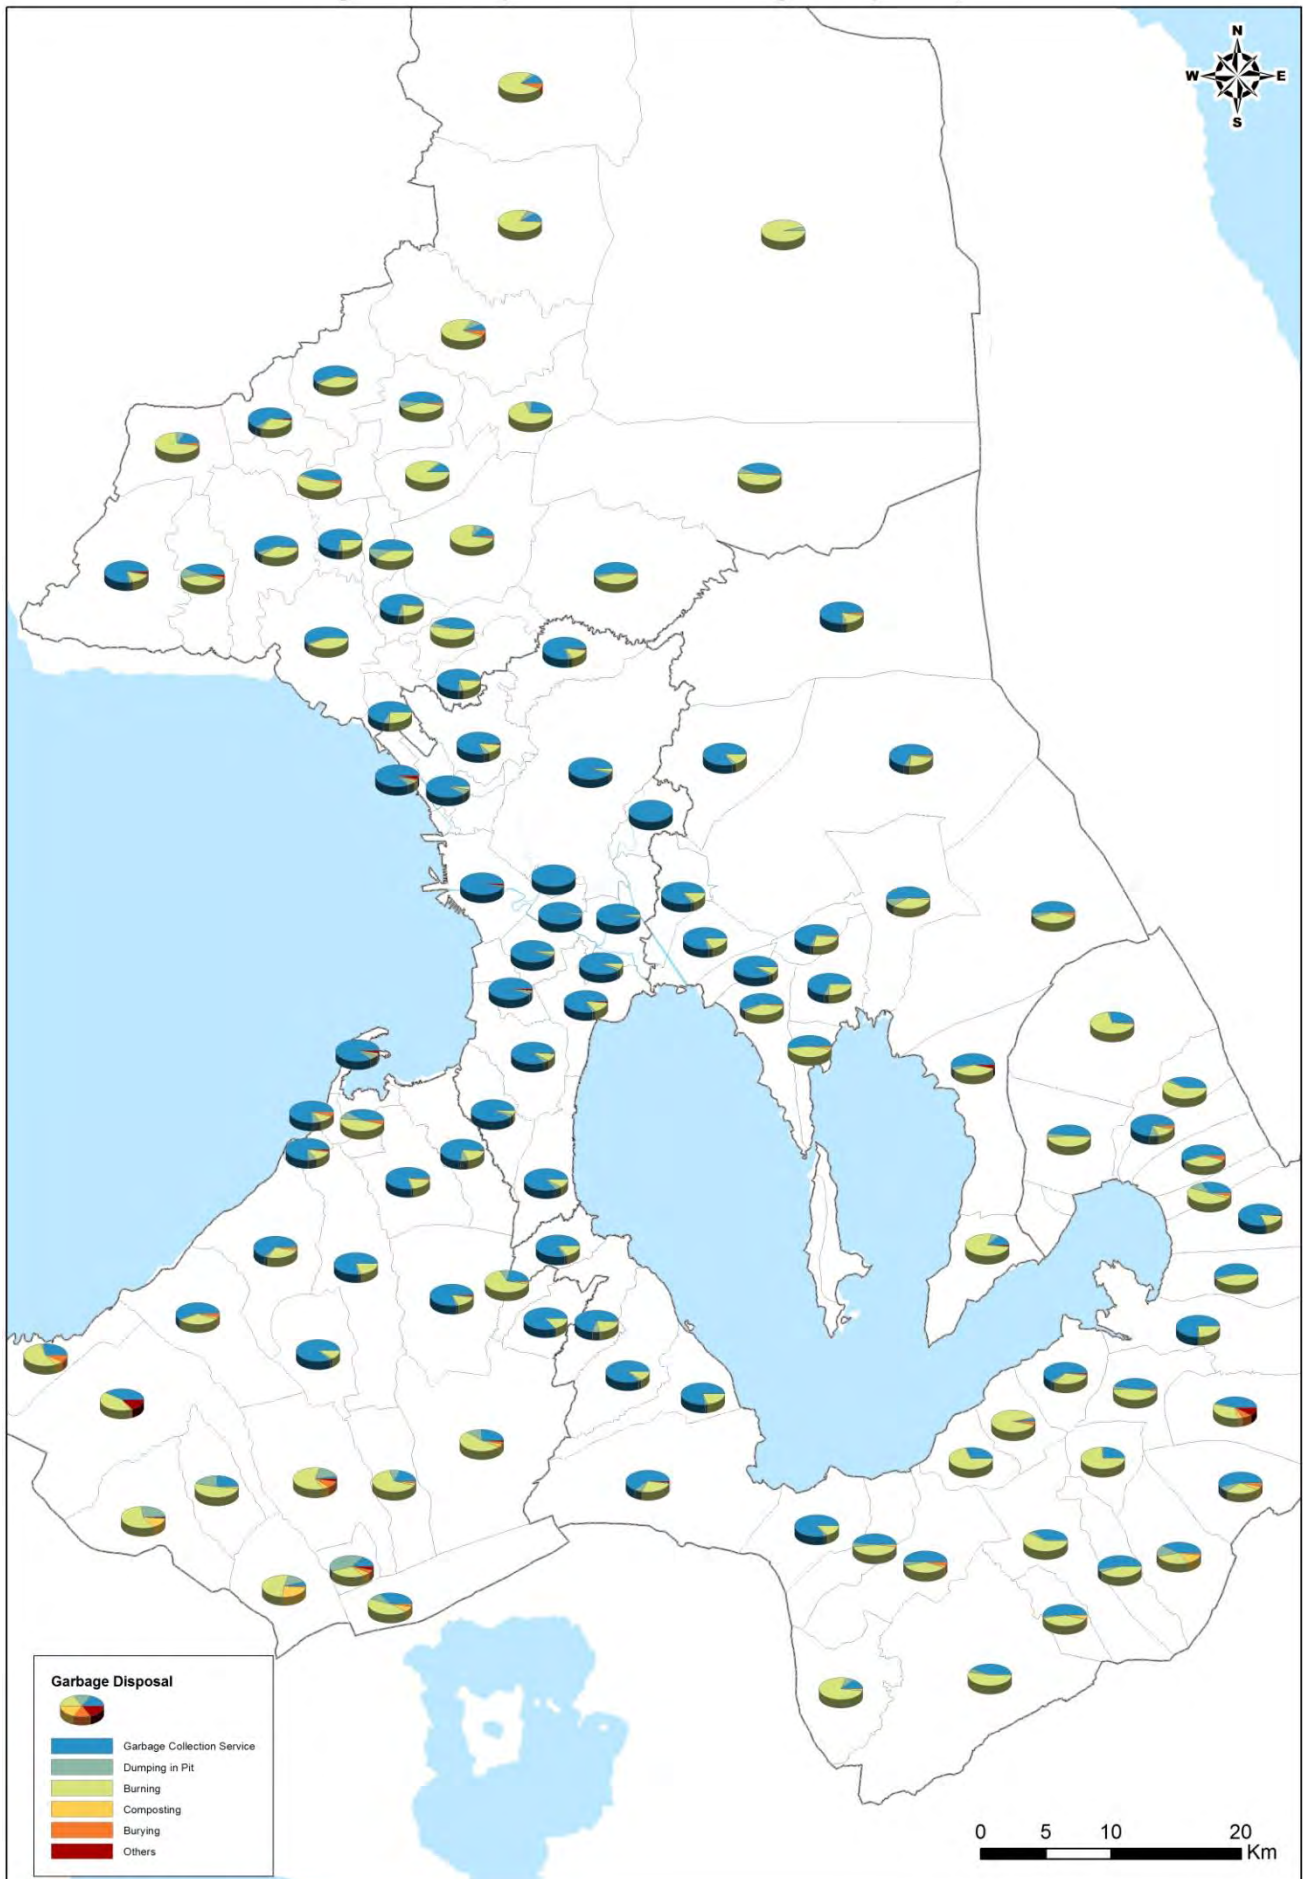 N
W
E
S
Garbage Disposal
Garbage Collection Service
Dumping in Pit
Burning
Composting
Burying
Others
0 5 10 20
Km